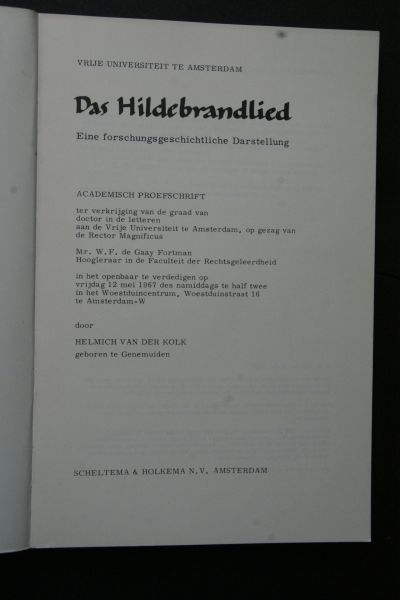 VRIJE UNIVERSITEIT TE AMSTERDAM
Das Hildebrandlied
Eine forschungsgeschichtliche Darstellung
ACADEMISCH PROEFSCHRIFT
ter verkrijging van de graad van
doctor in de letteren
aan de Vrije Universiteit te Amsterdam, op gezag van
de Rector Magnificus
Mr. W.F. de Gaay Fortman
Hoogleraar in de Faculteit der Rechtsgeleerdheid
in het openbaar te verdedigen op
vrijdag 12 mei 1967 des namiddags te half twee
in het Woestduincentrum, Woestduinstraat 16
te Amsterdam-W
door
HELMICH VAN DER KOLK
geboren te Genemuiden
SCHELTEMA & HOLKEMA N.V. AMSTERDAM